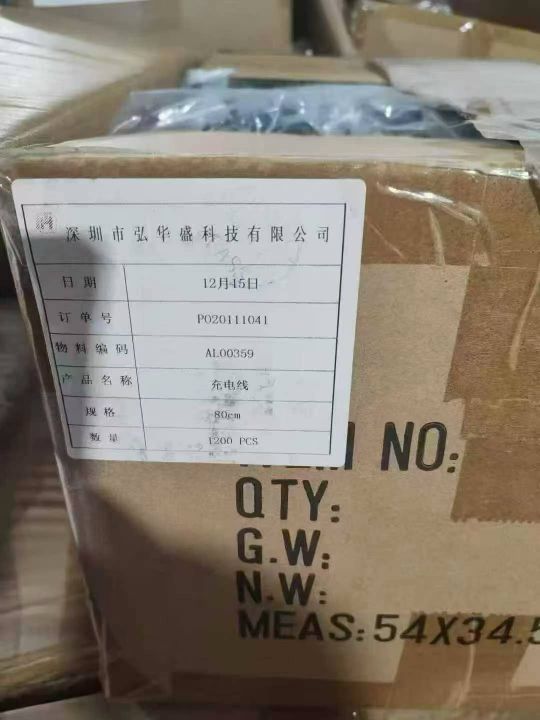 深圳市弘华盛科技有限公司
日期 12月15日
订单号 PO20111041
物料编码 AL00359
产品名称 充电线
规格 80cm
数量 1200 PCS
NO:
QTY:
G.W:
N.W:
MEAS:54X34.5